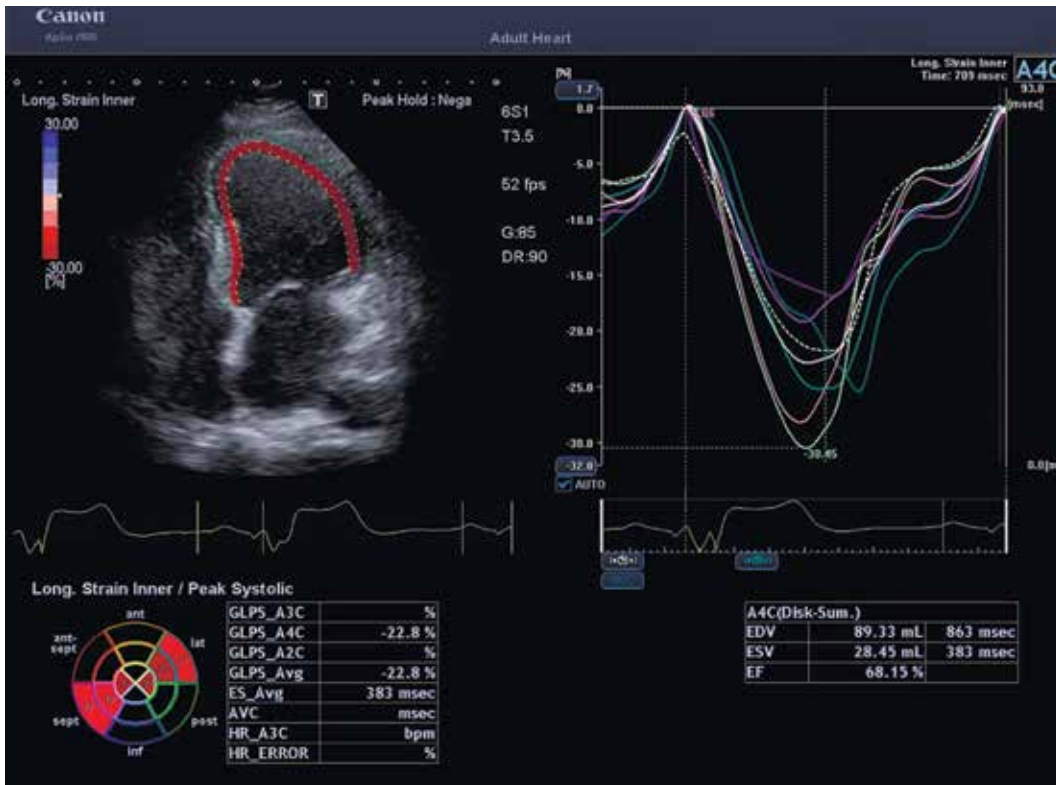 Canon
Aplio i900
Adult Heart
Long. Strain Inner
T
Peak Hold : Nega
30.00
-30.00
[%]
6S1
T3.5
52 fps
G:85
DR:90
Long. Strain Inner
Time: 709 msec
A4C
[%]
1.7
0.0
-5.0
-10.0
-15.0
-20.0
-25.0
-30.0
-32.0
AUTO
93.0
[msec]
-30.45
Long. Strain Inner / Peak Systolic
ant
ant-
sept
lat
sept
post
inf
GLPS_A3C %
GLPS_A4C -22.8 %
GLPS_A2C %
GLPS_Avg -22.8 %
ES_Avg 383 msec
AVC msec
HR_A3C bpm
HR_ERROR %
A4C(Disk-Sum.)
EDV 89.33 mL 863 msec
ESV 28.45 mL 383 msec
EF 68.15 %